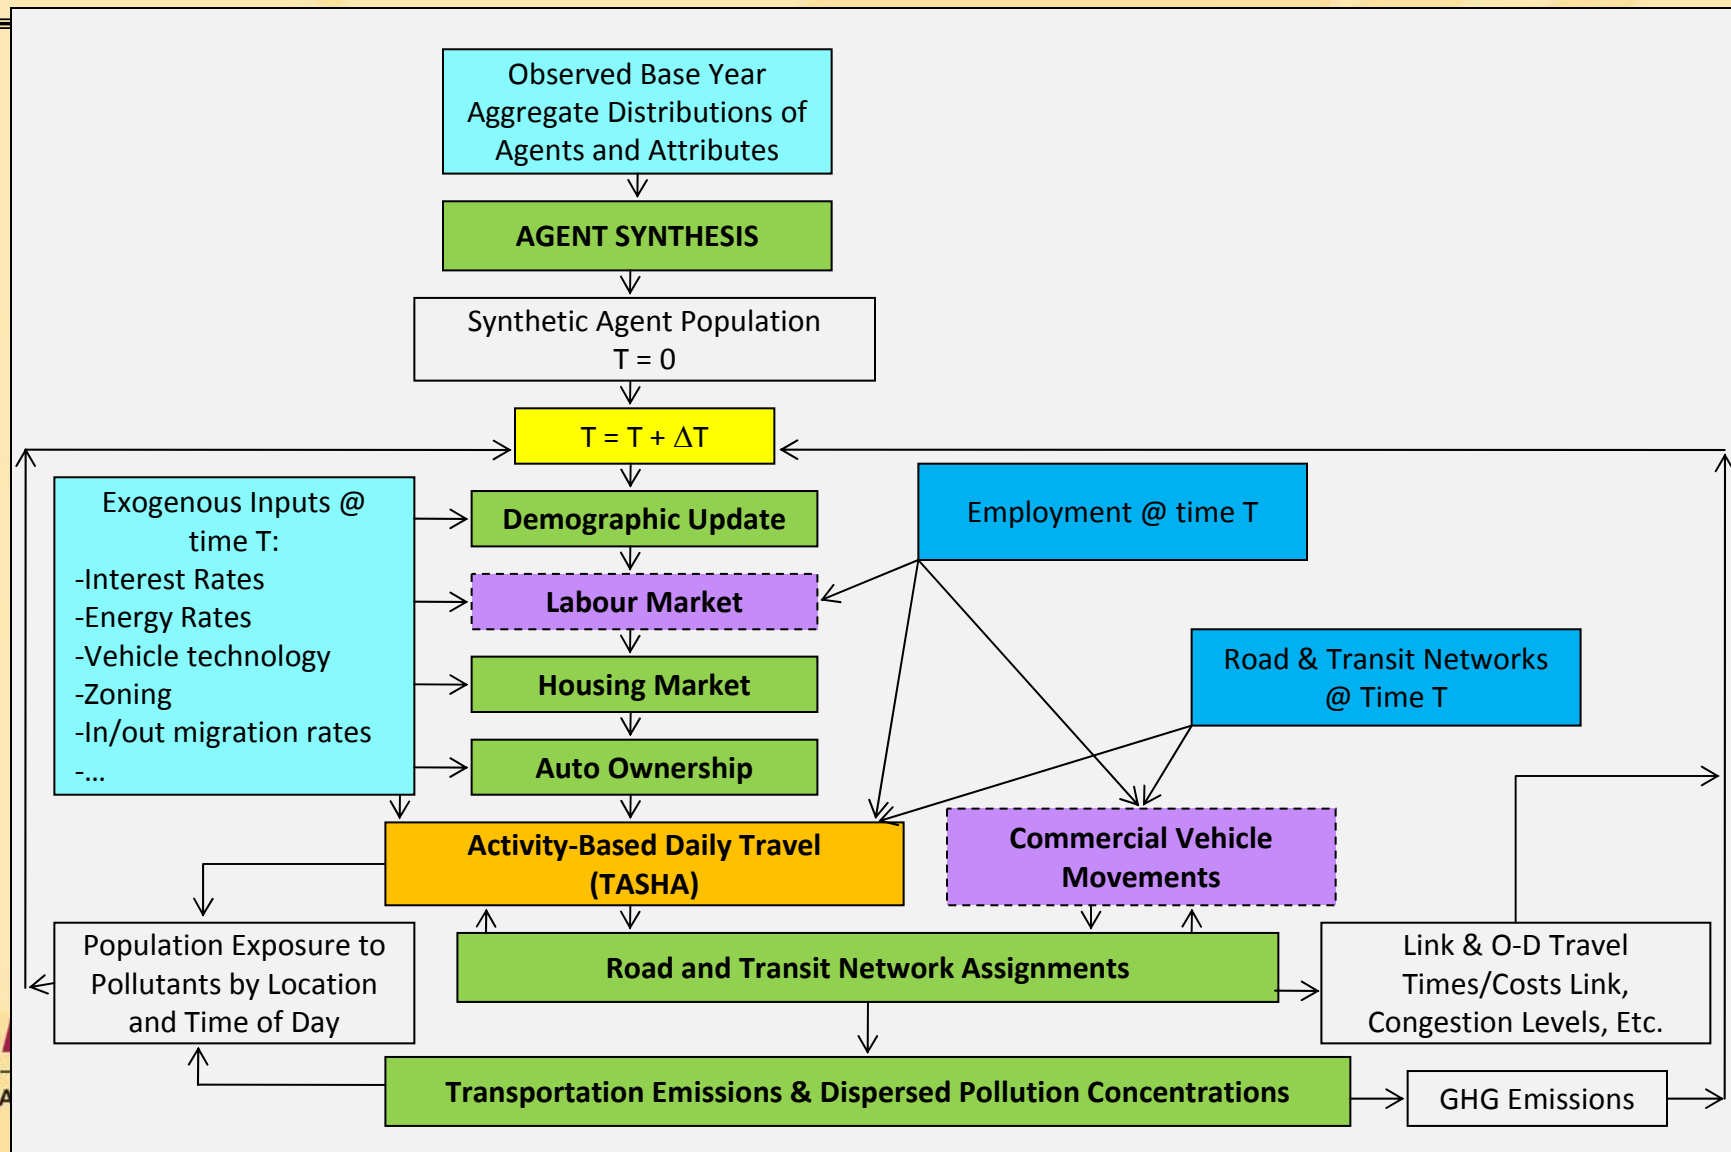 Observed Base Year
Aggregate Distributions of
Agents and Attributes
AGENT SYNTHESIS
Synthetic Agent Population
T = 0
T = T + ∆T
Exogenous Inputs @
time T:
-Interest Rates
-Energy Rates
-Vehicle technology
-Zoning
-In/out migration rates
-...
Demographic Update
Labour Market
Housing Market
Auto Ownership
Employment @ time T
Road & Transit Networks
@ Time T
Activity-Based Daily Travel
(TASHA)
Commercial Vehicle
Movements
Population Exposure to
Pollutants by Location
and Time of Day
Road and Transit Network Assignments
Link & O-D Travel
Times/Costs Link,
Congestion Levels, Etc.
Transportation Emissions & Dispersed Pollution Concentrations
GHG Emissions